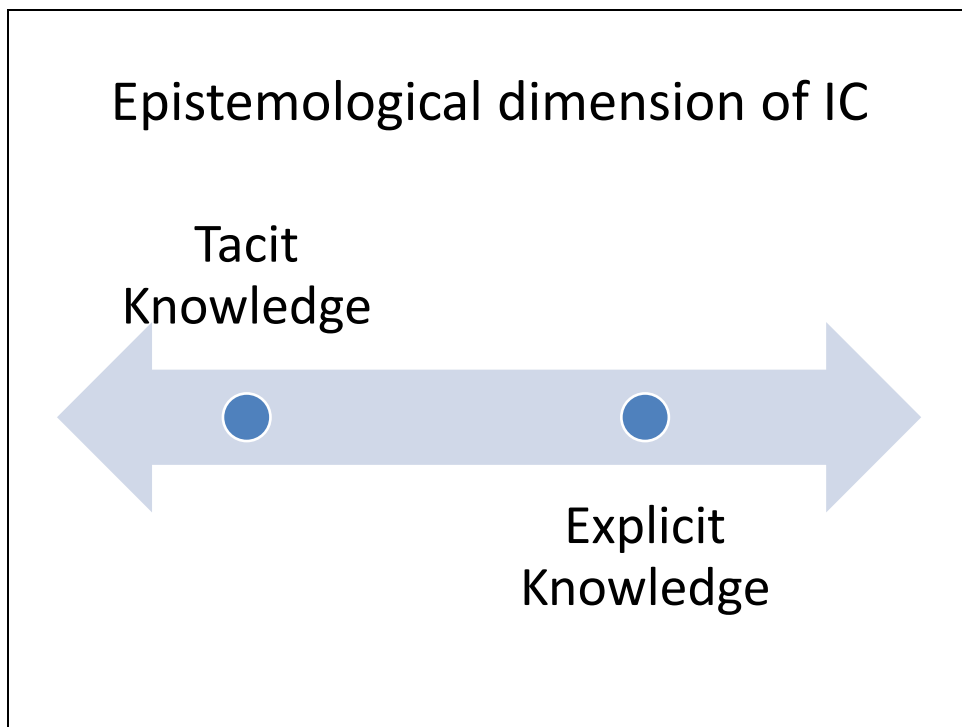 Epistemological dimension of IC
Tacit
Knowledge
Explicit
Knowledge